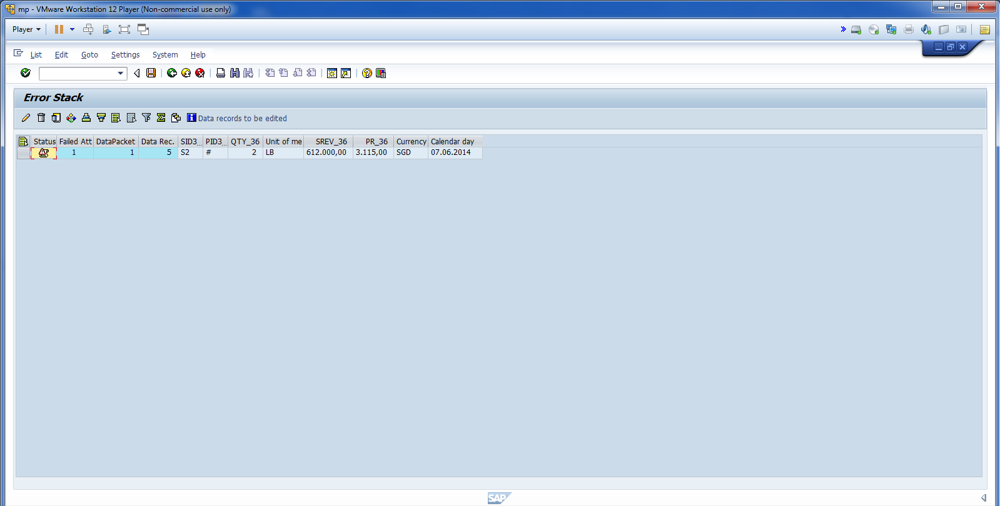 mp - VMware Workstation 12 Player (Non-commercial use only)
Player
List Edit Goto Settings System Help
Error Stack
Data records to be edited
Status Failed Att DataPacket Data Rec. SID3... PID3... QTY_36 Unit of me SREV_36 PR_36 Currency Calendar day
1 1 5 S2 # 2 LB 612.000,00 3.115,00 SGD 07.06.2014
SAP